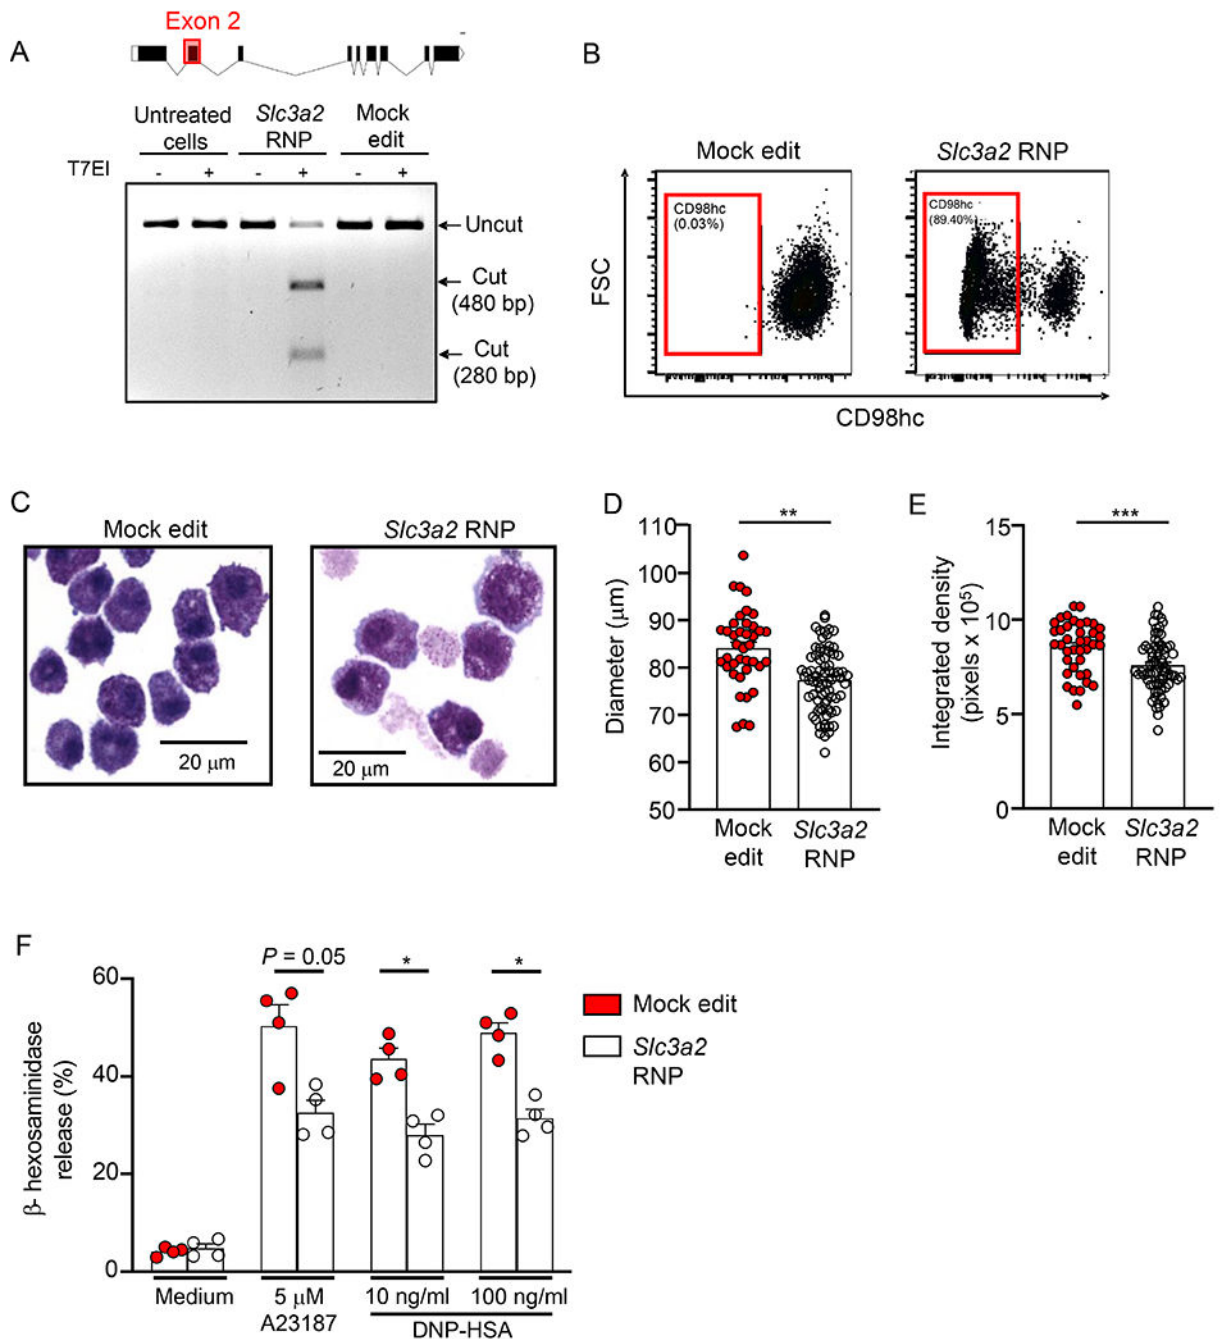 A
Exon 2
Untreated cells
Slc3a2 RNP
Mock edit
T7EI
- + - + - +
Uncut
Cut (480 bp)
Cut (280 bp)
B
Mock edit
Slc3a2 RNP
CD98hc (0.03%)
CD98hc (89.40%)
FSC
CD98hc
C
Mock edit
Slc3a2 RNP
20 μm
20 μm
D
**
110
100
90
80
70
60
50
Diameter (μm)
Mock edit
Slc3a2 RNP
E
***
15
10
5
0
Integrated density (pixels x 10⁵)
Mock edit
Slc3a2 RNP
F
P = 0.05
*
*
60
40
20
0
β- hexosaminidase release (%)
Medium
5 μM A23187
10 ng/ml
100 ng/ml
DNP-HSA
Mock edit
Slc3a2 RNP